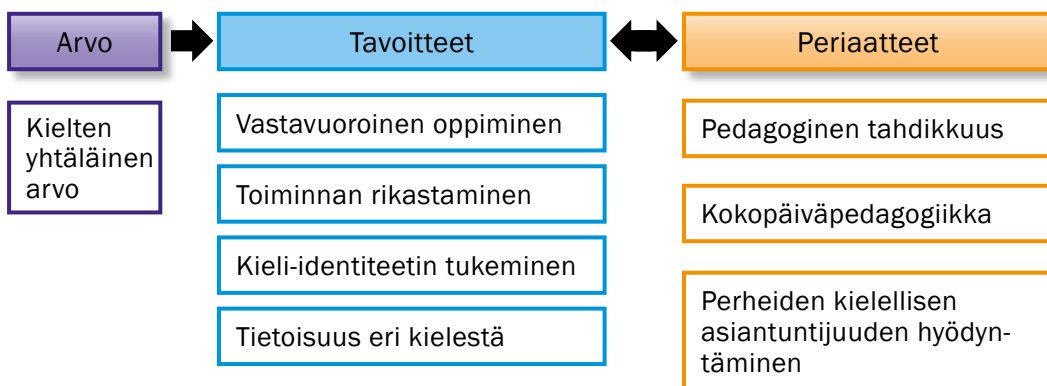 Arvo
Tavoitteet
Periaatteet
Kielten
yhtäläinen
arvo
Vastavuoroinen oppiminen
Toiminnan rikastaminen
Kieli-identiteetin tukeminen
Tietoisuus eri kielestä
Pedagoginen tahdikkuus
Kokopäiväpedagogiikka
Perheiden kielellisen
asiantuntijuuden hyödyn-
täminen